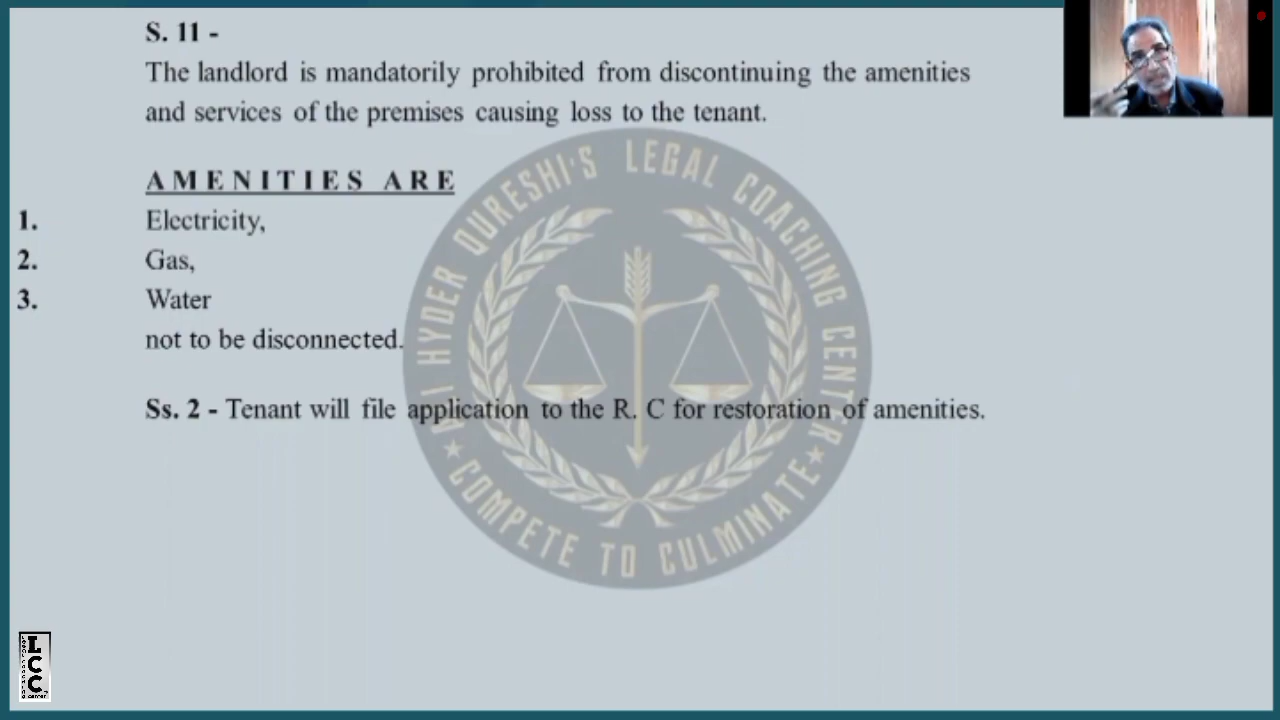 S. 11 -
The landlord is mandatorily prohibited from discontinuing the amenities
and services of the premises causing loss to the tenant.
AMENITIES ARE
1. Electricity,
2. Gas,
3. Water
not to be disconnected.
Ss. 2 - Tenant will file application to the R. C for restoration of amenities.
HYDER QURESHI'S LEGAL COACHING CENTER
COMPETE TO CULMINATE
LCC